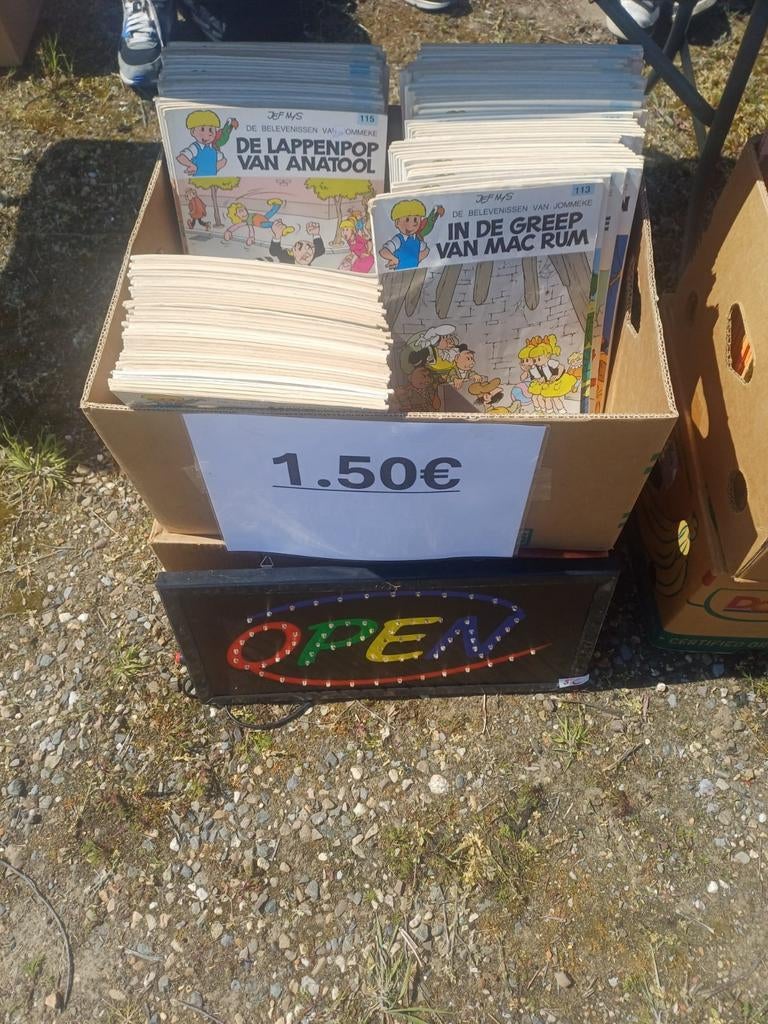 JEF NYS
115
DE BELEVENISSEN VAN JOMMEKE
DE LAPPENPOP
VAN ANATOOL
JEF NYS
113
DE BELEVENISSEN VAN JOMMEKE
IN DE GREEP
VAN MAC RUM
1.50€
OPEN